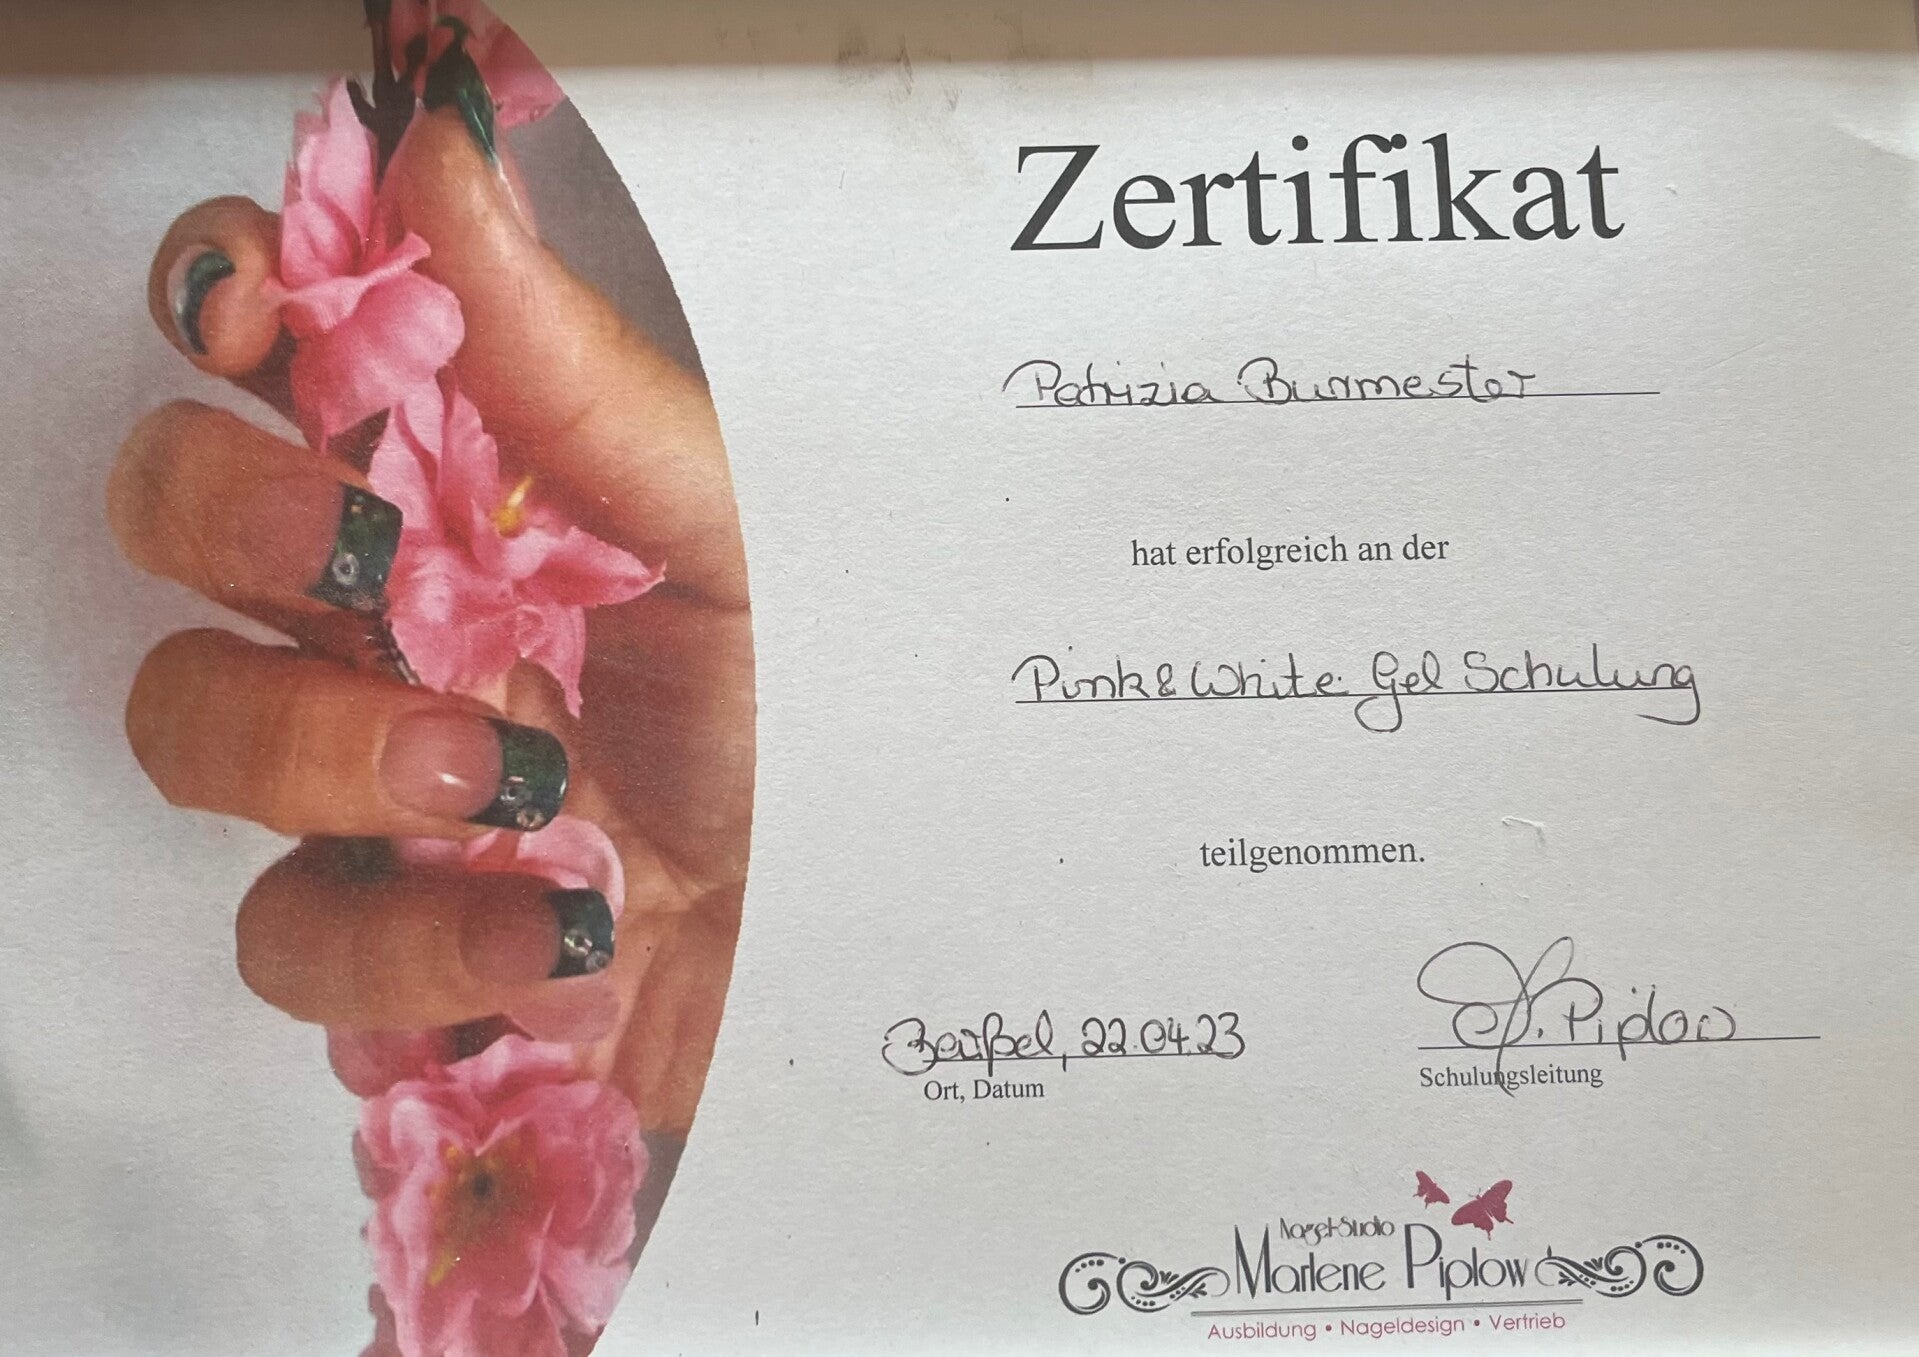 Zertifikat
Patrizia Burmester
hat erfolgreich an der
Pink & White Gel Schulung
teilgenommen.
Beußel, 22.04.23
Ort, Datum
M. Piplow
Schulungsleitung
Nagel-Studio
Marlene Piplow
Ausbildung • Nageldesign • Vertrieb